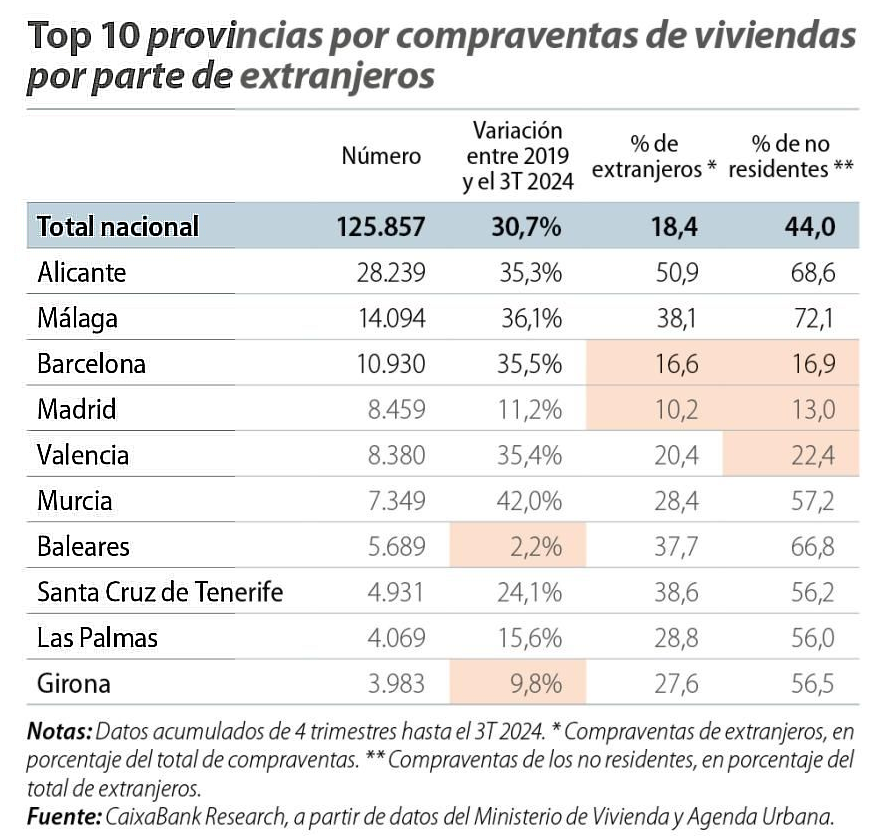 Top 10 provincias por compraventas de viviendas
por parte de extranjeros
Número
Variación
entre 2019
y el 3T 2024
% de
extranjeros *
% de no
residentes **
Total nacional 125.857 30,7% 18,4 44,0
Alicante 28.239 35,3% 50,9 68,6
Málaga 14.094 36,1% 38,1 72,1
Barcelona 10.930 35,5% 16,6 16,9
Madrid 8.459 11,2% 10,2 13,0
Valencia 8.380 35,4% 20,4 22,4
Murcia 7.349 42,0% 28,4 57,2
Baleares 5.689 2,2% 37,7 66,8
Santa Cruz de Tenerife 4.931 24,1% 38,6 56,2
Las Palmas 4.069 15,6% 28,8 56,0
Girona 3.983 9,8% 27,6 56,5
Notas: Datos acumulados de 4 trimestres hasta el 3T 2024. * Compraventas de extranjeros, en
porcentaje del total de compraventas. ** Compraventas de los no residentes, en porcentaje del
total de extranjeros.
Fuente: CaixaBank Research, a partir de datos del Ministerio de Vivienda y Agenda Urbana.